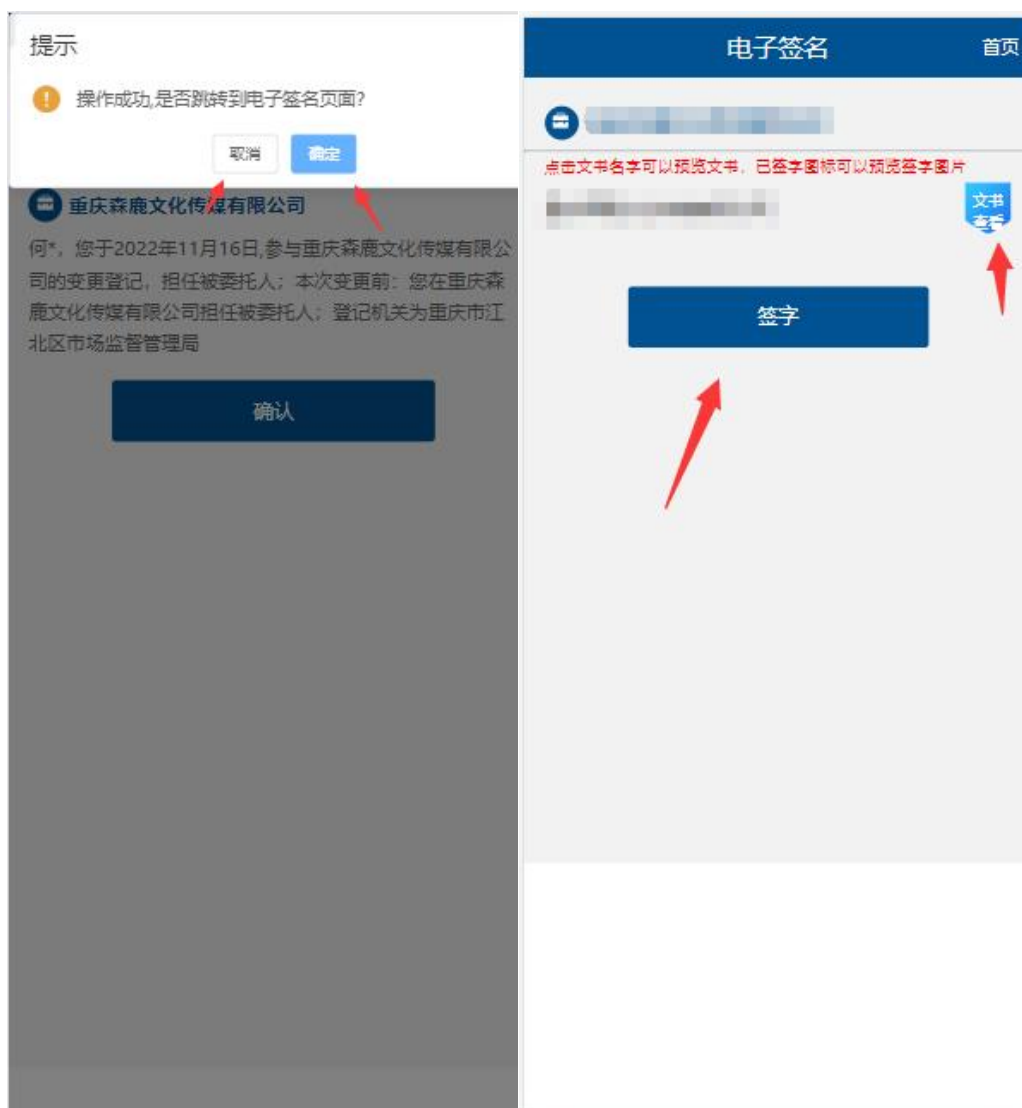 提示
操作成功,是否跳转到电子签名页面?
取消
确定
重庆森鹿文化传媒有限公司
何*，您于2022年11月16日,参与重庆森鹿文化传媒有限公
司的变更登记，担任被委托人；本次变更前：您在重庆森
鹿文化传媒有限公司担任被委托人；登记机关为重庆市江
北区市场监督管理局
确认
电子签名
首页
点击文书名字可以预览文书，已签字图标可以预览签字图片
文书
查看
签字